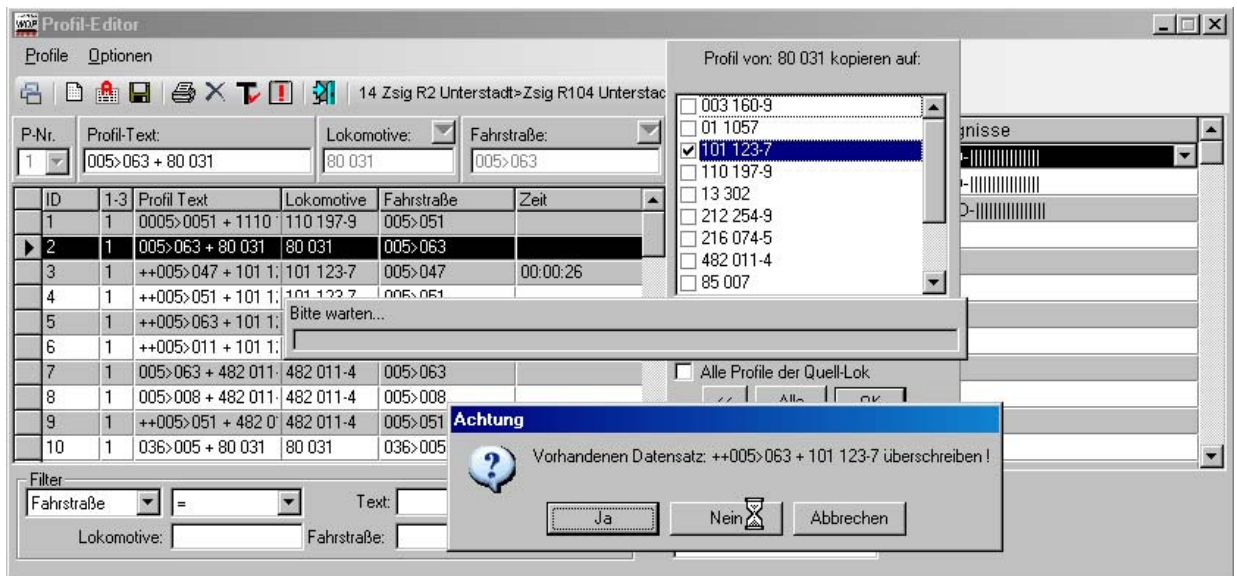 WDP Profil-Editor
Profile Optionen
14 Zsig R2 Unterstadt>Zsig R104 Unterstad
P-Nr. Profil-Text: Lokomotive: Fahrstraße:
1 005>063 + 80 031 80 031 005>063
ID 1-3 Profil Text Lokomotive Fahrstraße Zeit
1 1 0005>0051 + 1110 110 197-9 005>051
2 1 005>063 + 80 031 80 031 005>063
3 1 ++005>047 + 101 1 101 123-7 005>047 00:00:26
4 1 ++005>051 + 101 1 101 123-7 005>051
5 1 ++005>063 + 101 1
6 1 ++005>011 + 101 1
7 1 005>063 + 482 011- 482 011-4 005>063
8 1 005>008 + 482 011- 482 011-4 005>008
9 1 ++005>051 + 482 0 482 011-4 005>051
10 1 036>005 + 80 031 80 031 036>005
Filter
Fahrstraße = Text:
Lokomotive: Fahrstraße:
Profil von: 80 031 kopieren auf:
003 160-9
01 1057
101 123-7
110 197-9
13 302
212 254-9
216 074-5
482 011-4
85 007
Alle Profile der Quell-Lok
<< Alle OK
gnisse
Bitte warten...
Achtung
Vorhandenen Datensatz: ++005>063 + 101 123-7 überschreiben !
Ja Nein Abbrechen